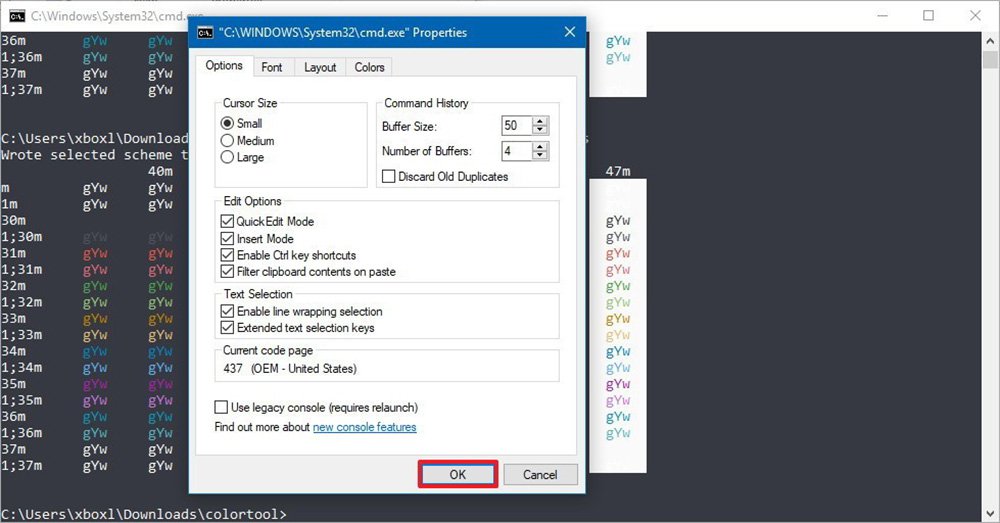 C:\Windows\System32\cmd.exe
"C:\WINDOWS\System32\cmd.exe" Properties
Options Font Layout Colors
Cursor Size
Small
Medium
Large
Command History
Buffer Size: 50
Number of Buffers: 4
Discard Old Duplicates
Edit Options
QuickEdit Mode
Insert Mode
Enable Ctrl key shortcuts
Filter clipboard contents on paste
Text Selection
Enable line wrapping selection
Extended text selection keys
Current code page
437 (OEM - United States)
Use legacy console (requires relaunch)
Find out more about new console features
OK Cancel
36m gYw gYw gYw
1;36m gYw gYw gYw
37m gYw gYw
1;37m gYw gYw
C:\Users\xboxl\Downloads
Wrote selected scheme t
40m 47m
m gYw gYw
1m gYw gYw
30m gYw
1;30m gYw gYw gYw
31m gYw gYw gYw
1;31m gYw gYw gYw
32m gYw gYw gYw
1;32m gYw gYw gYw
33m gYw gYw gYw
1;33m gYw gYw gYw
34m gYw gYw gYw
1;34m gYw gYw gYw
35m gYw gYw gYw
1;35m gYw gYw gYw
36m gYw gYw gYw
1;36m gYw gYw gYw
37m gYw gYw
1;37m gYw gYw
C:\Users\xboxl\Downloads\colortool>